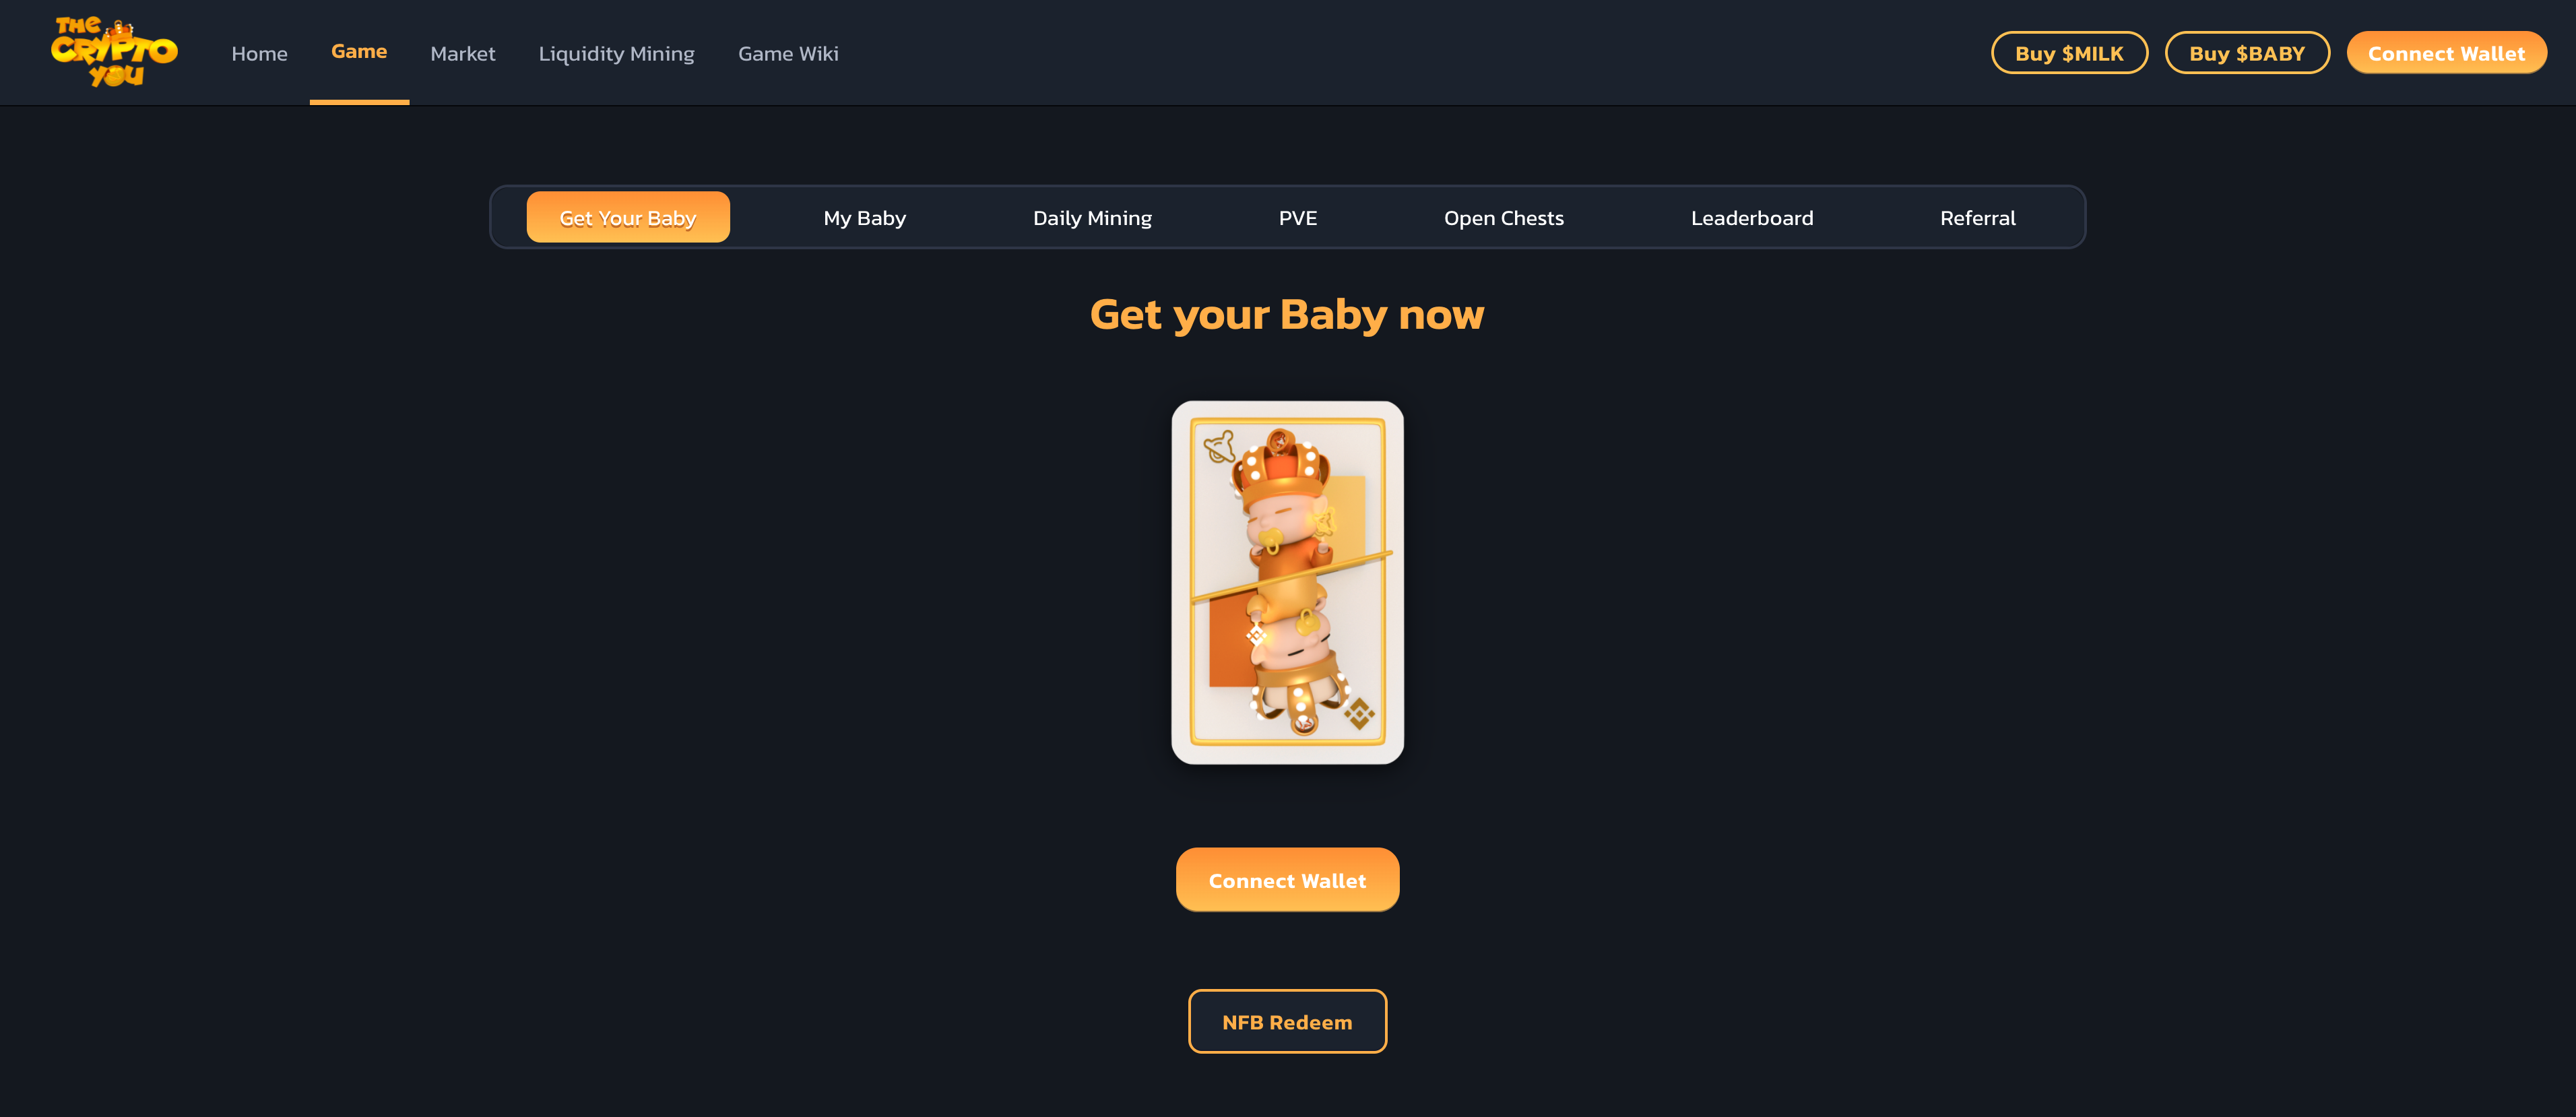 THE CRYPTO YOU
Home Game Market Liquidity Mining Game Wiki Buy $MILK Buy $BABY Connect Wallet
Get Your Baby My Baby Daily Mining PVE Open Chests Leaderboard Referral
Get your Baby now
Connect Wallet
NFB Redeem